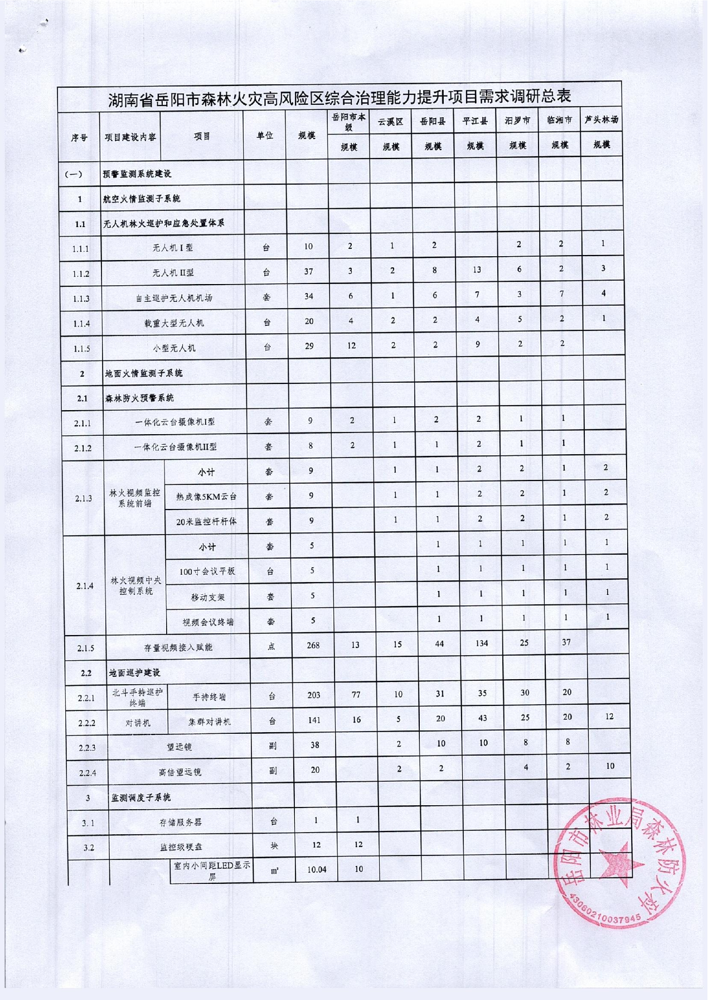 湖南省岳阳市森林火灾高风险区综合治理能力提升项目需求调研总表
序号 项目建设内容 项目 单位 规模 岳阳市本级 云溪区 岳阳县 平江县 汨罗市 临湘市 芦头林场
规模 规模 规模 规模 规模 规模 规模
(一) 预警监测系统建设
1 航空火情监测子系统
1.1 无人机林火巡护和应急处置体系
1.1.1 无人机I型 台 10 2 1 2 2 2 1
1.1.2 无人机II型 台 37 3 2 8 13 6 2 3
1.1.3 自主巡护无人机机场 套 34 6 1 6 7 3 7 4
1.1.4 载重大型无人机 台 20 4 2 2 4 5 2 1
1.1.5 小型无人机 台 29 12 2 2 9 2 2
2 地面火情监测子系统
2.1 森林防火预警系统
2.1.1 一体化云台摄像机I型 套 9 2 1 2 2 1 1
2.1.2 一体化云台摄像机II型 套 8 2 1 1 2 1 1
2.1.3 林火视频监控系统前端 小计 套 9 1 1 2 2 1 2
热成像5KM云台 套 9 1 1 2 2 1 2
20米监控杆杆体 套 9 1 1 2 2 1 2
2.1.4 林火视频中央控制系统 小计 套 5 1 1 1 1 1
100寸会议平板 台 5 1 1 1 1 1
移动支架 套 5 1 1 1 1 1
视频会议终端 套 5 1 1 1 1 1
2.1.5 存量视频接入赋能 点 268 13 15 44 134 25 37
2.2 地面巡护建设
2.2.1 北斗手持巡护终端 手持终端 台 203 77 10 31 35 30 20
2.2.2 对讲机 集群对讲机 台 141 16 5 20 43 25 20 12
2.2.3 望远镜 副 38 2 10 10 8 8
2.2.4 高倍望远镜 副 20 2 2 4 2 10
3 监测调度子系统
3.1 存储服务器 台 1 1
3.2 监控级硬盘 块 12 12
室内小间距LED显示屏 ㎡ 10.04 10
岳阳市林业局森林防火科
43060210037945